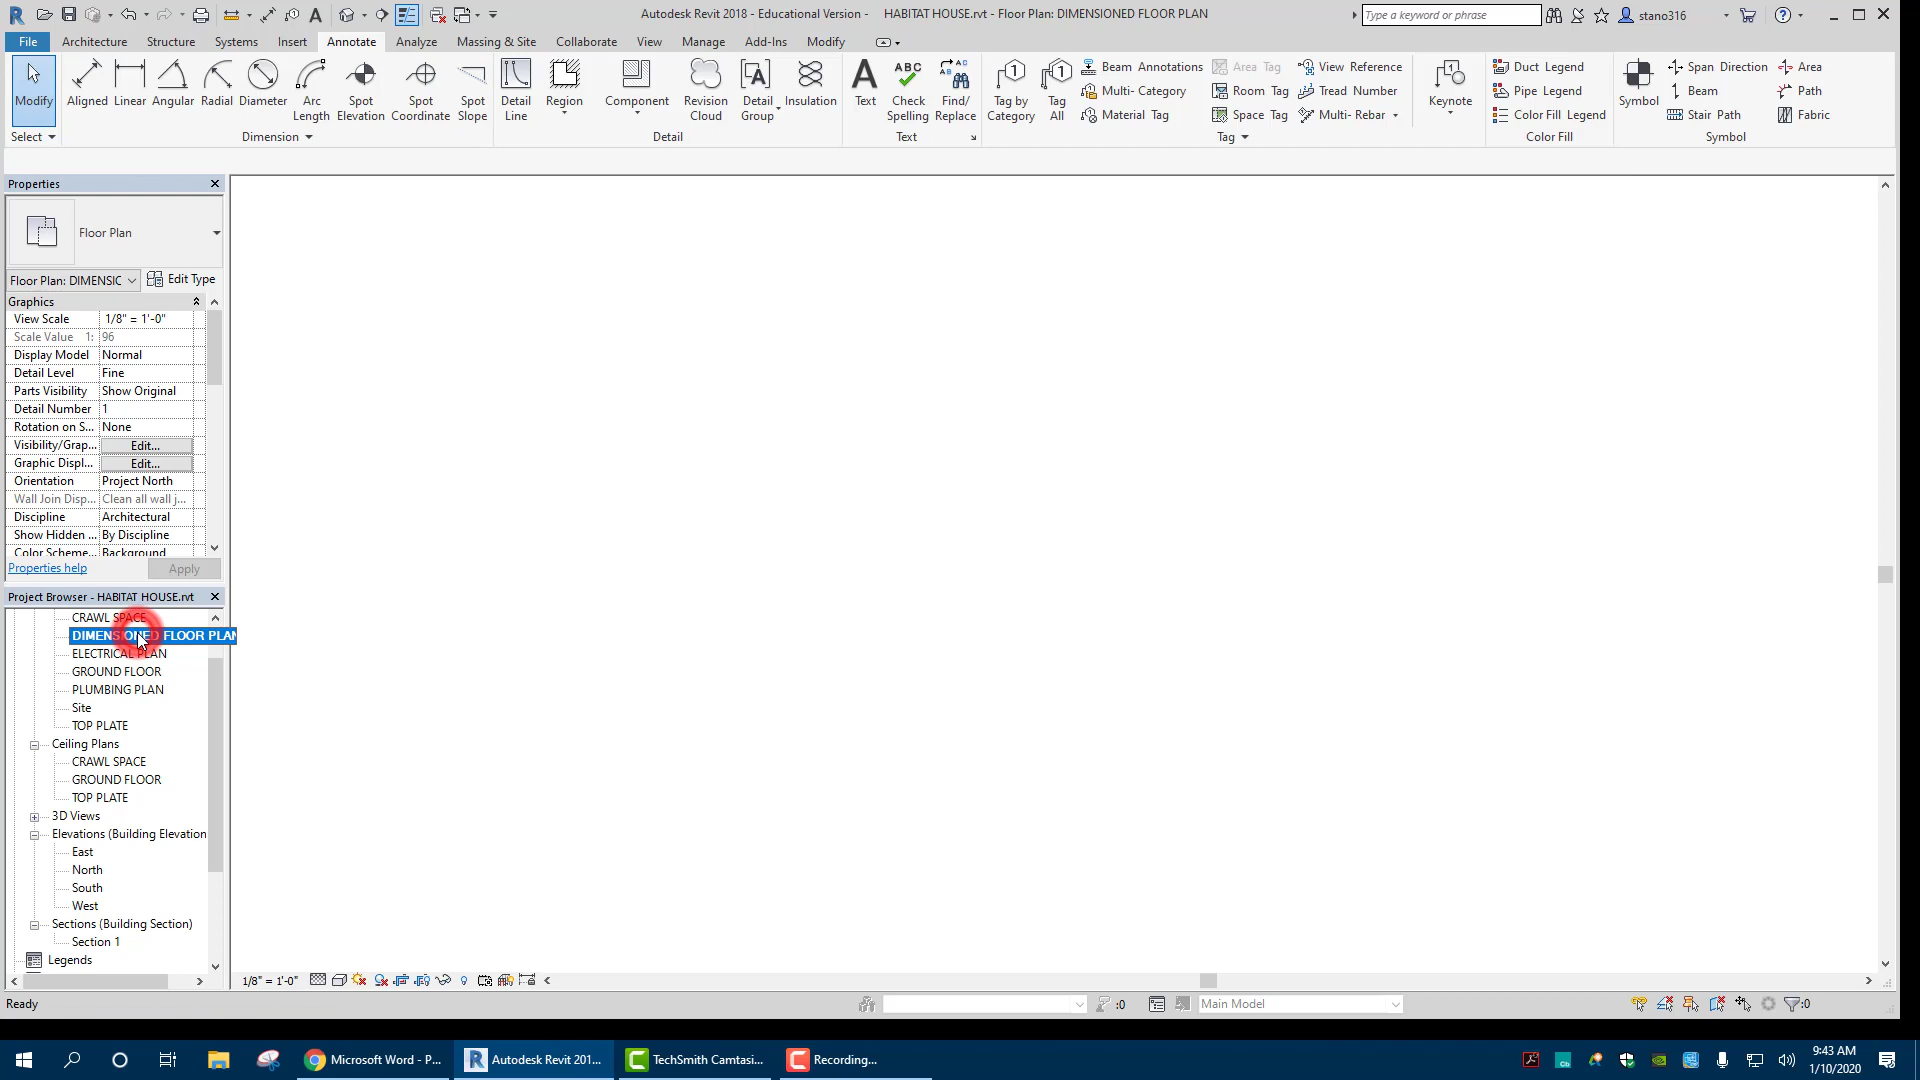 Autodesk Revit 2018 - Educational Version - HABITAT HOUSE.rvt - Floor Plan: DIMENSIONED FLOOR PLAN
Type a keyword or phrase
stano316
File Architecture Structure Systems Insert Annotate Analyze Massing & Site Collaborate View Manage Add-Ins Modify
Modify Aligned Linear Angular Radial Diameter Arc Length Spot Elevation Spot Coordinate Spot Slope Detail Line Region Component Revision Cloud Detail Group Insulation Text Check Spelling Find/ Replace Tag by Category Tag All
Beam Annotations Area Tag View Reference
Multi- Category Room Tag Tread Number
Material Tag Space Tag Multi- Rebar
Keynote
Duct Legend
Pipe Legend
Color Fill Legend
Symbol
Span Direction Area
Beam Path
Stair Path Fabric
Select Dimension Detail Text Tag Color Fill Symbol
Properties
Floor Plan
Floor Plan: DIMENSIC Edit Type
Graphics
View Scale 1/8" = 1'-0"
Scale Value 1: 96
Display Model Normal
Detail Level Fine
Parts Visibility Show Original
Detail Number 1
Rotation on S... None
Visibility/Grap... Edit...
Graphic Displ... Edit...
Orientation Project North
Wall Join Disp... Clean all wall j...
Discipline Architectural
Show Hidden ... By Discipline
Color Scheme... Background
Properties help Apply
Project Browser - HABITAT HOUSE.rvt
CRAWL SPACE
DIMENSIONED FLOOR PLAN
ELECTRICAL PLAN
GROUND FLOOR
PLUMBING PLAN
Site
TOP PLATE
Ceiling Plans
CRAWL SPACE
GROUND FLOOR
TOP PLATE
3D Views
Elevations (Building Elevation
East
North
South
West
Sections (Building Section)
Section 1
Legends
1/8" = 1'-0"
Ready
:0
Main Model
:0
Microsoft Word - P...
Autodesk Revit 201...
TechSmith Camtasi...
Recording...
9:43 AM
1/10/2020